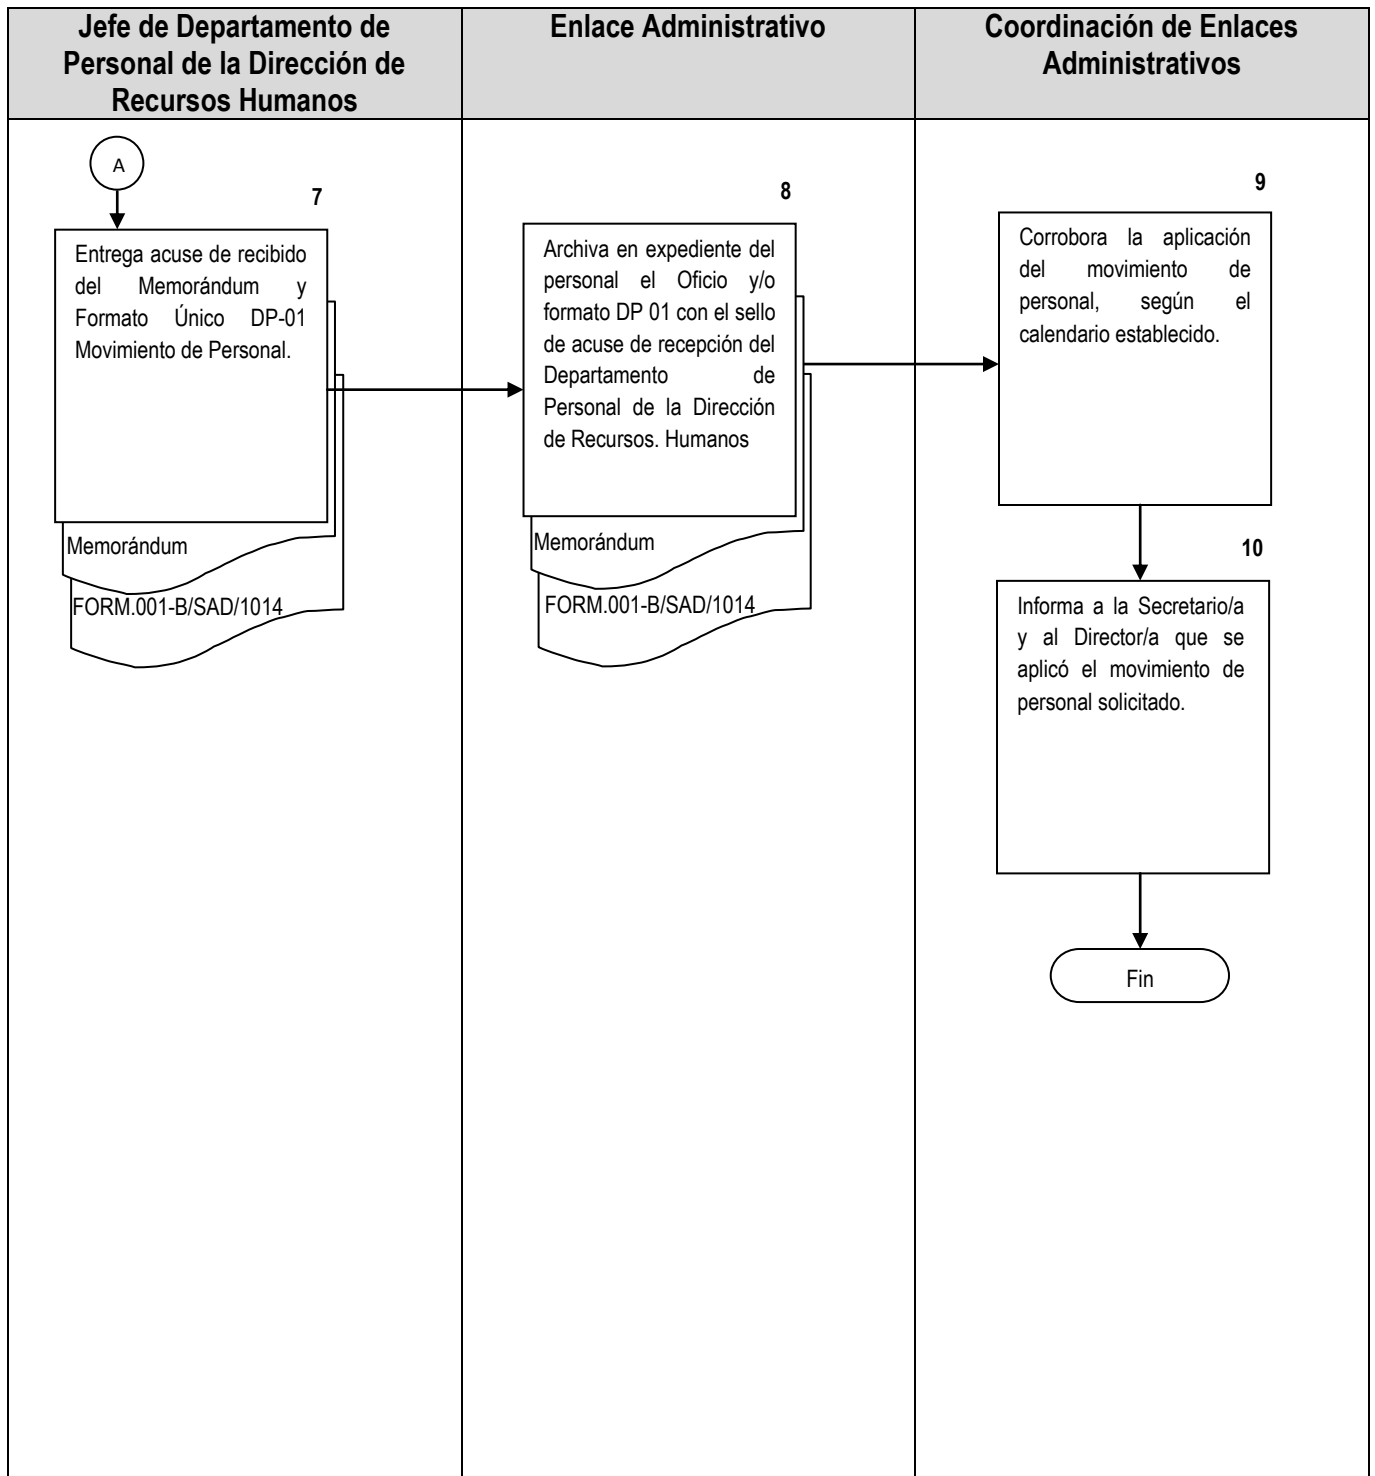 Jefe de Departamento de
Personal de la Dirección de
Recursos Humanos
Enlace Administrativo
Coordinación de Enlaces
Administrativos
A
7
Entrega acuse de recibido
del Memorándum y
Formato Único DP-01
Movimiento de Personal.
Memorándum
FORM.001-B/SAD/1014
8
Archiva en expediente del
personal el Oficio y/o
formato DP 01 con el sello
de acuse de recepción del
Departamento de
Personal de la Dirección
de Recursos. Humanos
Memorándum
FORM.001-B/SAD/1014
9
Corrobora la aplicación
del movimiento de
personal, según el
calendario establecido.
10
Informa a la Secretario/a
y al Director/a que se
aplicó el movimiento de
personal solicitado.
Fin